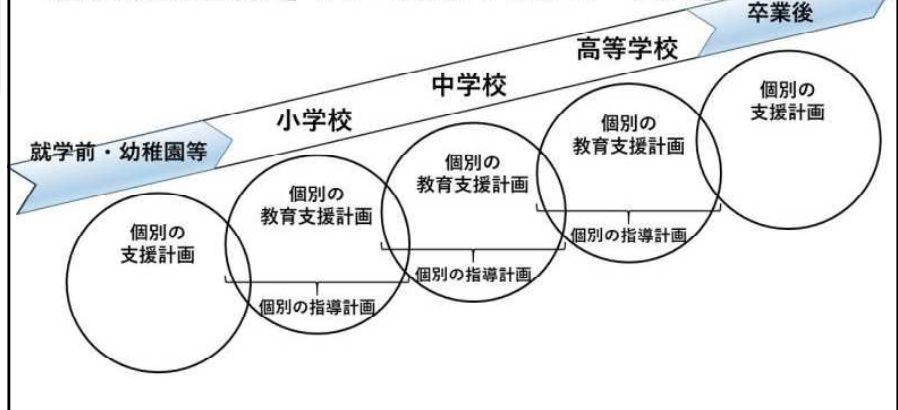 卒業後
高等学校
中学校
小学校
就学前・幼稚園等
個別の
支援計画
個別の
教育支援計画
個別の指導計画
個別の
教育支援計画
個別の指導計画
個別の
教育支援計画
個別の指導計画
個別の
支援計画